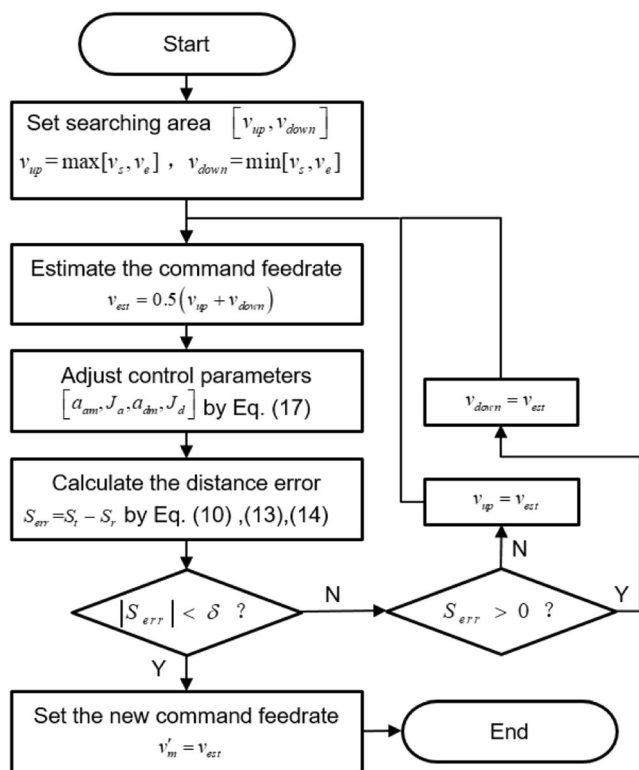 Start
Set searching area [v_up, v_down]
v_up=max[v_s, v_e] , v_down=min[v_s, v_e]
Estimate the command feedrate
v_est = 0.5(v_up + v_down)
Adjust control parameters
[a_am, J_a, a_dm, J_d] by Eq. (17)
v_down = v_est
Calculate the distance error
S_err=S_t − S_r by Eq. (10) ,(13),(14)
v_up = v_est
N
|S_err| < δ ?
N
S_err > 0 ?
Y
Y
Set the new command feedrate
v′_m = v_est
End